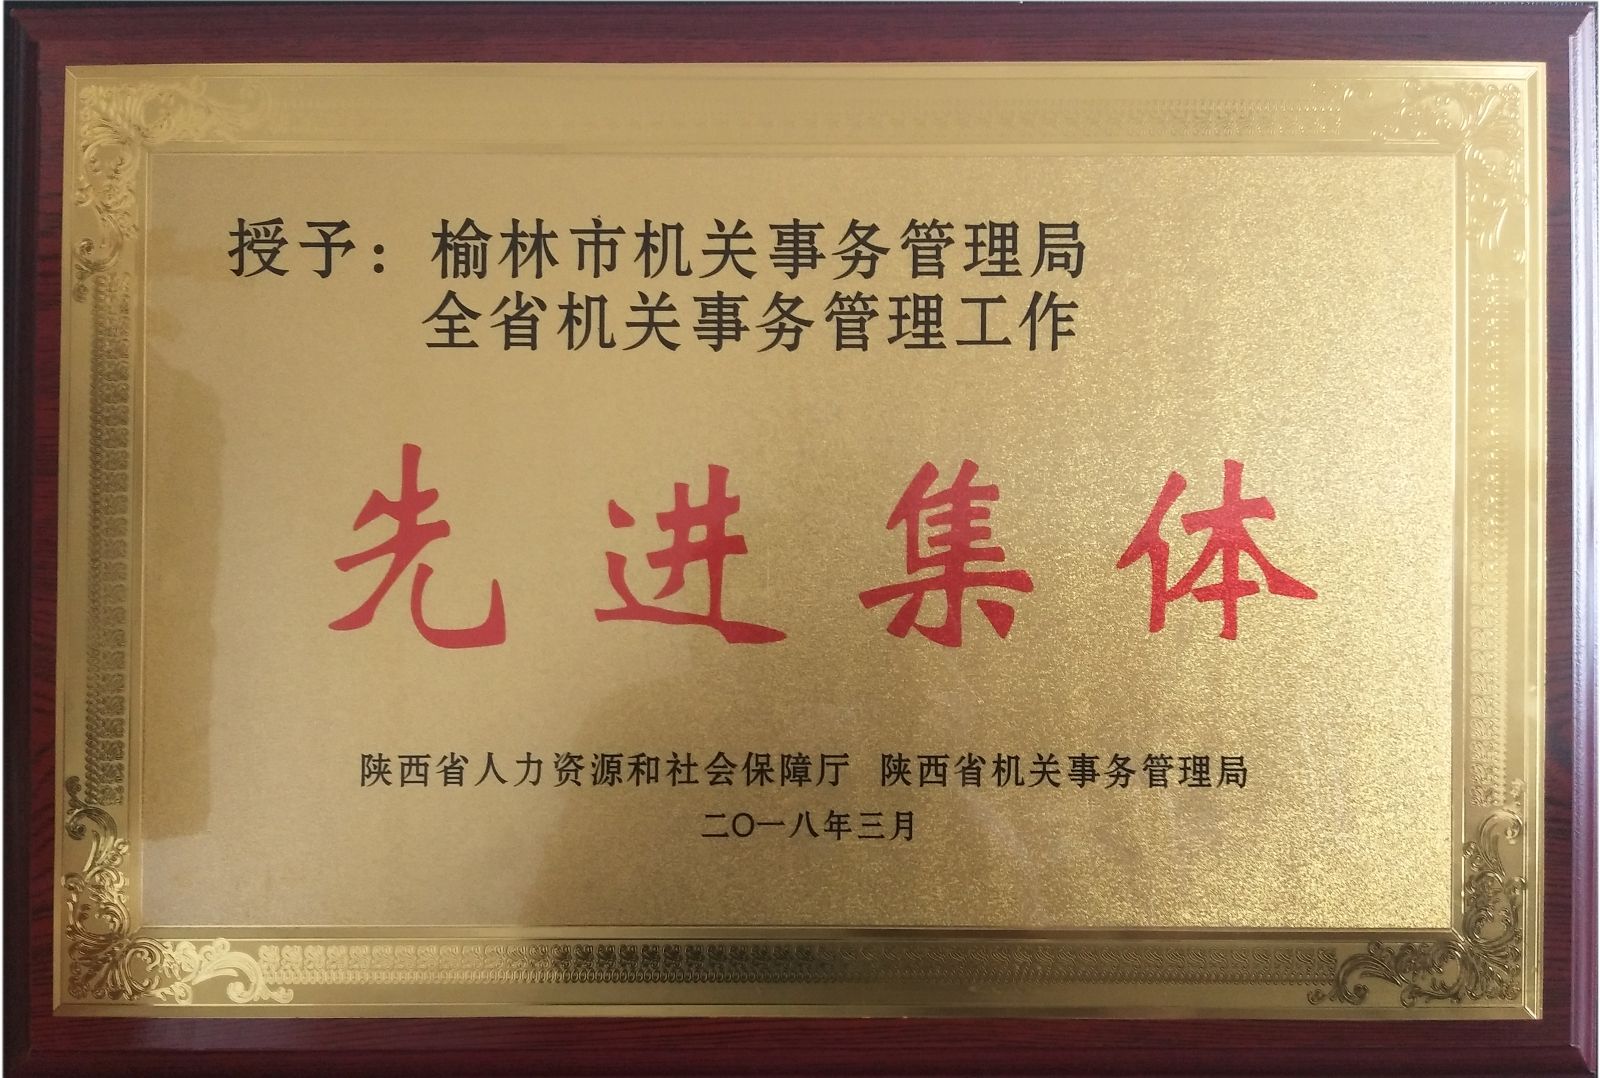 授予：榆林市机关事务管理局
全省机关事务管理工作
先进集体
陕西省人力资源和社会保障厅 陕西省机关事务管理局
二〇一八年三月